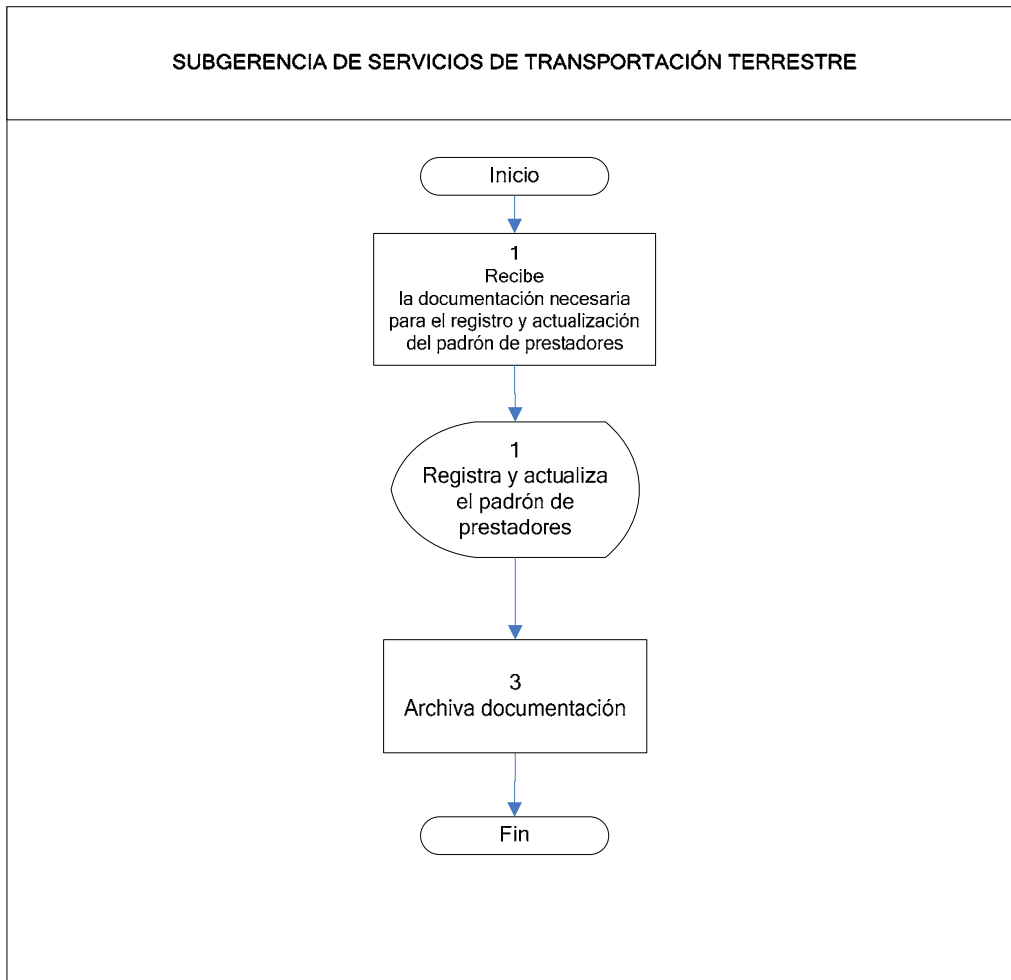 SUBGERENCIA DE SERVICIOS DE TRANSPORTACIÓN TERRESTRE
Inicio
1
Recibe
la documentación necesaria
para el registro y actualización
del padrón de prestadores
1
Registra y actualiza
el padrón de
prestadores
3
Archiva documentación
Fin